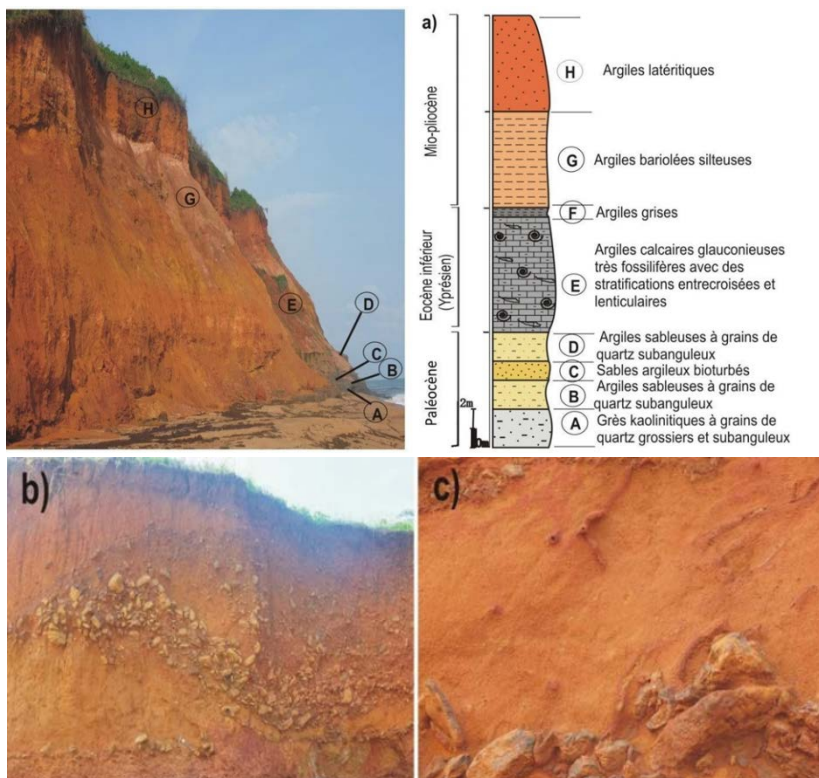 H
G
E
D
C
B
A
a)
Mio-pliocène
Eocène inférieur
(Yprésien)
Paléocène
2m
H
Argiles latéritiques
G
Argiles bariolées silteuses
F
Argiles grises
E
Argiles calcaires glauconieuses
très fossilifères avec des
stratifications entrecroisées et
lenticulaires
D
Argiles sableuses à grains de
quartz subanguleux
C
Sables argileux bioturbés
B
Argiles sableuses à grains de
quartz subanguleux
A
Grès kaolinitiques à grains de
quartz grossiers et subanguleux
b)
c)